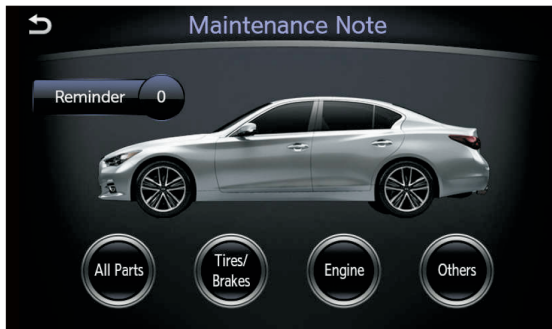 Maintenance Note
Reminder 0
All Parts
Tires/
Brakes
Engine
Others